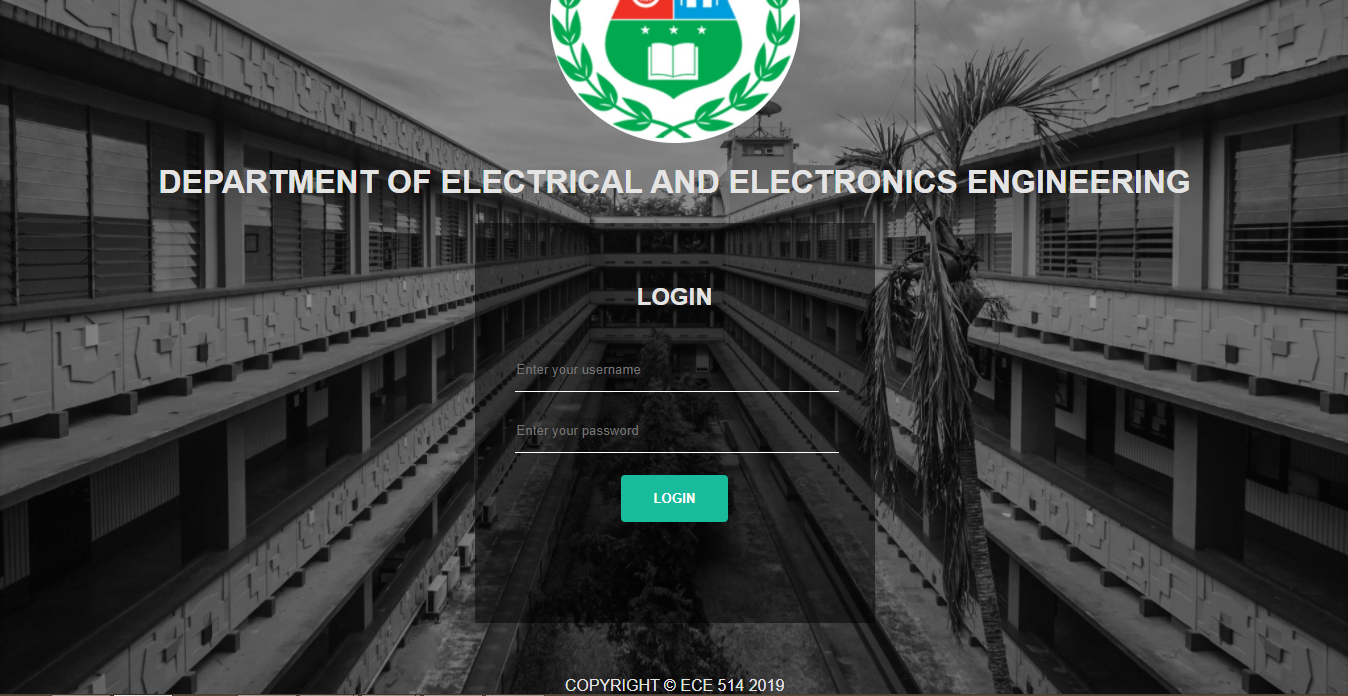 DEPARTMENT OF ELECTRICAL AND ELECTRONICS ENGINEERING
LOGIN
Enter your username
Enter your password
LOGIN
COPYRIGHT © ECE 514 2019